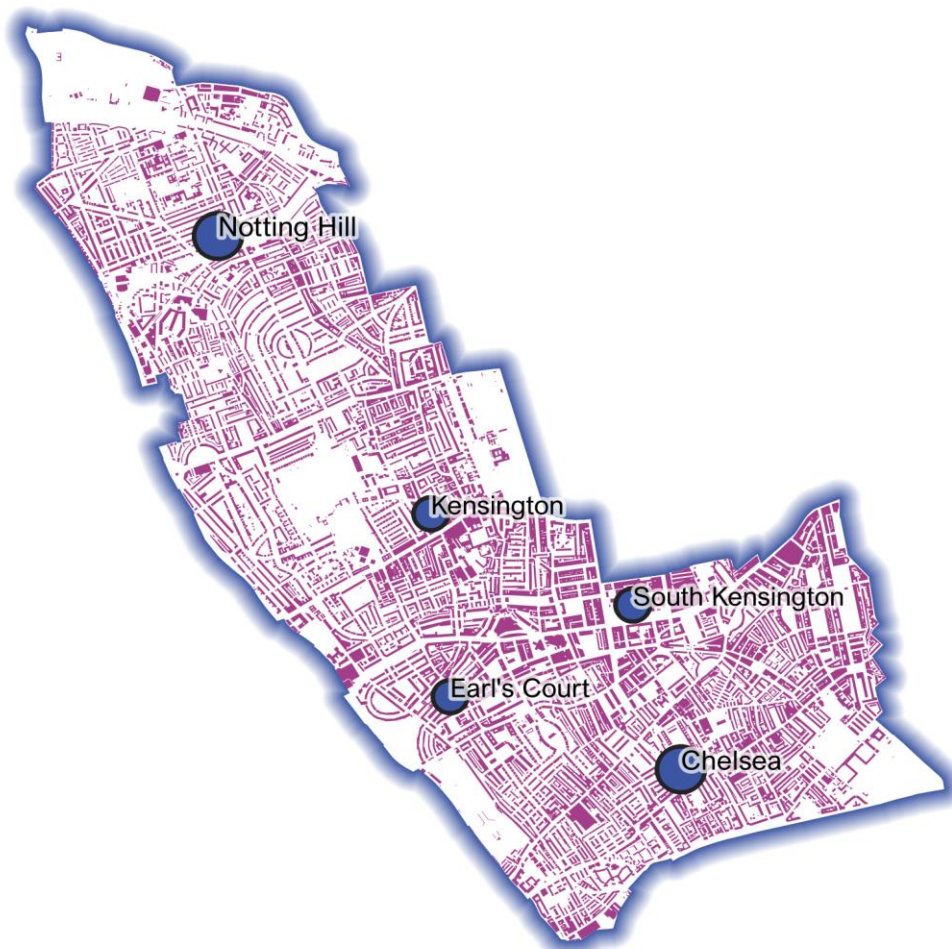 Notting Hill
Kensington
South Kensington
Earl's Court
Chelsea